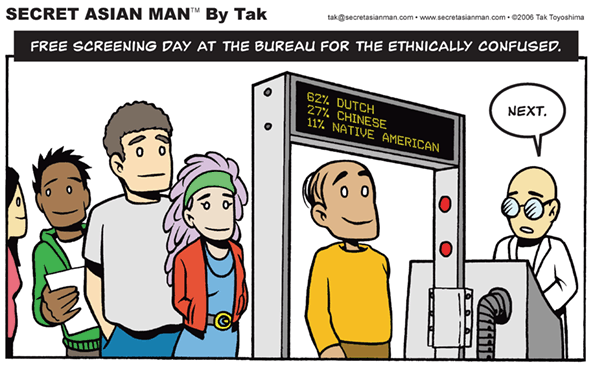 SECRET ASIAN MAN™ By Tak
tak@secretasianman.com • www.secretasianman.com • ©2006 Tak Toyoshima
FREE SCREENING DAY AT THE BUREAU FOR THE ETHNICALLY CONFUSED.
62% DUTCH
27% CHINESE
11% NATIVE AMERICAN
NEXT.